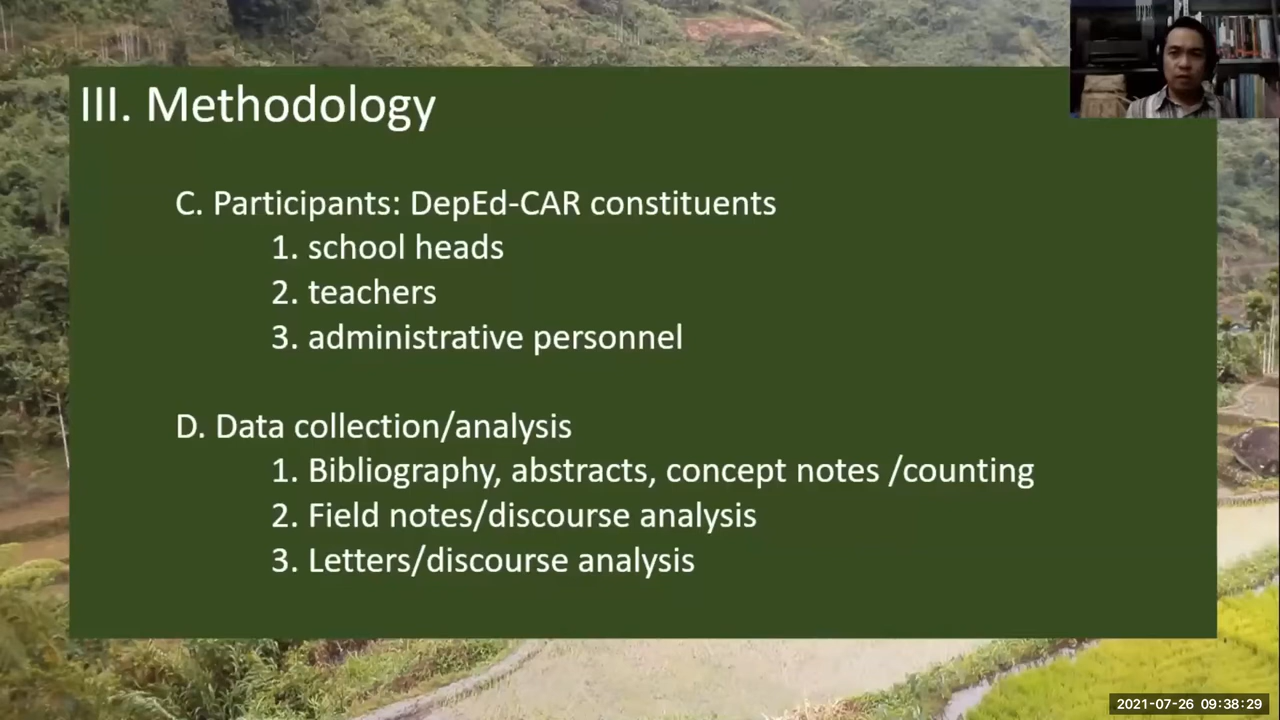 III. Methodology
C. Participants: DepEd-CAR constituents
1. school heads
2. teachers
3. administrative personnel
D. Data collection/analysis
1. Bibliography, abstracts, concept notes /counting
2. Field notes/discourse analysis
3. Letters/discourse analysis
2021-07-26 09:38:29